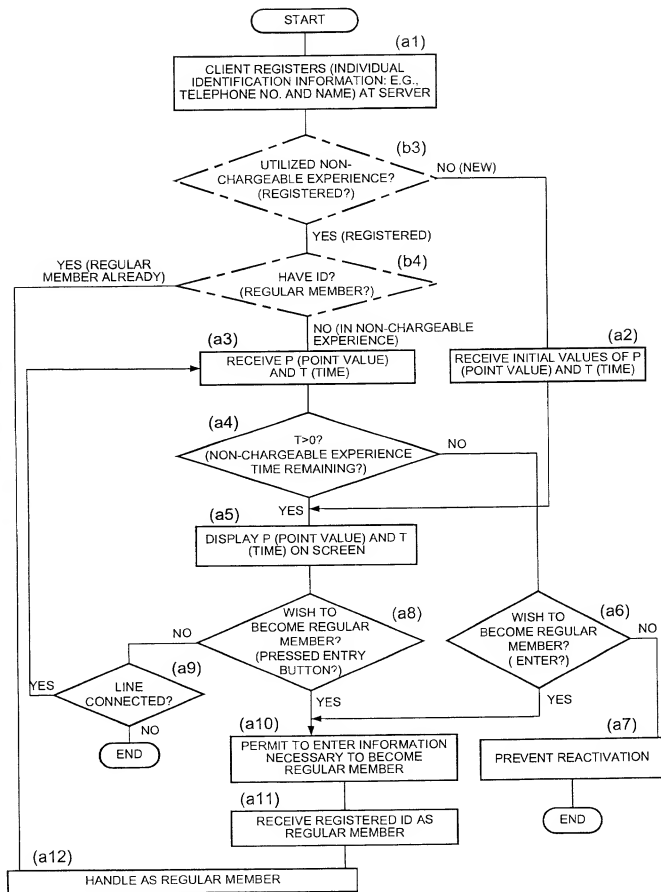 START
(a1)
CLIENT REGISTERS (INDIVIDUAL
IDENTIFICATION INFORMATION: E.G.,
TELEPHONE NO. AND NAME) AT SERVER
(b3)
UTILIZED NON-
CHARGEABLE EXPERIENCE?
(REGISTERED?)
NO (NEW)
YES (REGISTERED)
(b4)
HAVE ID?
(REGULAR MEMBER?)
YES (REGULAR
MEMBER ALREADY)
NO (IN NON-CHARGEABLE
EXPERIENCE)
(a3)
RECEIVE P (POINT VALUE)
AND T (TIME)
(a2)
RECEIVE INITIAL VALUES OF P
(POINT VALUE) AND T (TIME)
(a4)
T>0?
(NON-CHARGEABLE EXPERIENCE
TIME REMAINING?)
NO
YES
(a5)
DISPLAY P (POINT VALUE) AND T
(TIME) ON SCREEN
(a8)
WISH TO
BECOME REGULAR
MEMBER?
(PRESSED ENTRY
BUTTON?)
NO
YES
(a6)
WISH TO
BECOME REGULAR
MEMBER?
( ENTER?)
NO
YES
(a9)
LINE
CONNECTED?
YES
NO
END
(a10)
PERMIT TO ENTER INFORMATION
NECESSARY TO BECOME
REGULAR MEMBER
(a7)
PREVENT REACTIVATION
END
(a11)
RECEIVE REGISTERED ID AS
REGULAR MEMBER
(a12)
HANDLE AS REGULAR MEMBER